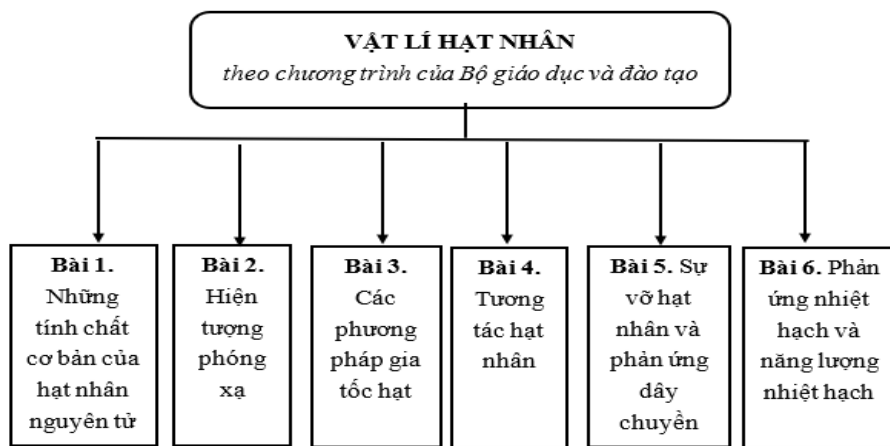 VẬT LÍ HẠT NHÂN
theo chương trình của Bộ giáo dục và đào tạo
Bài 1.
Những
tính chất
cơ bản của
hạt nhân
nguyên tử
Bài 2.
Hiện
tượng
phóng
xạ
Bài 3.
Các
phương
pháp gia
tốc hạt
Bài 4.
Tương
tác hạt
nhân
Bài 5. Sự
vỡ hạt
nhân và
phản ứng
dây
chuyền
Bài 6. Phản
ứng nhiệt
hạch và
năng lượng
nhiệt hạch